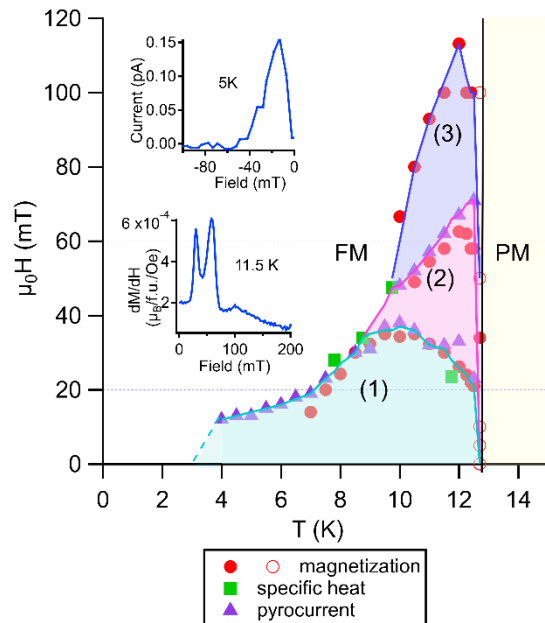 0.15
0.10
0.05
0.00
Current (pA)
5K
-80
-40
0
Field (mT)
6 x10⁻⁴
4
2
dM/dH
(μB/f.u./Oe)
11.5 K
0
100
200
Field (mT)
120
100
80
60
40
20
0
μ₀H (mT)
(3)
(2)
(1)
FM
PM
0
2
4
6
8
10
12
14
T (K)
magnetization
specific heat
pyrocurrent